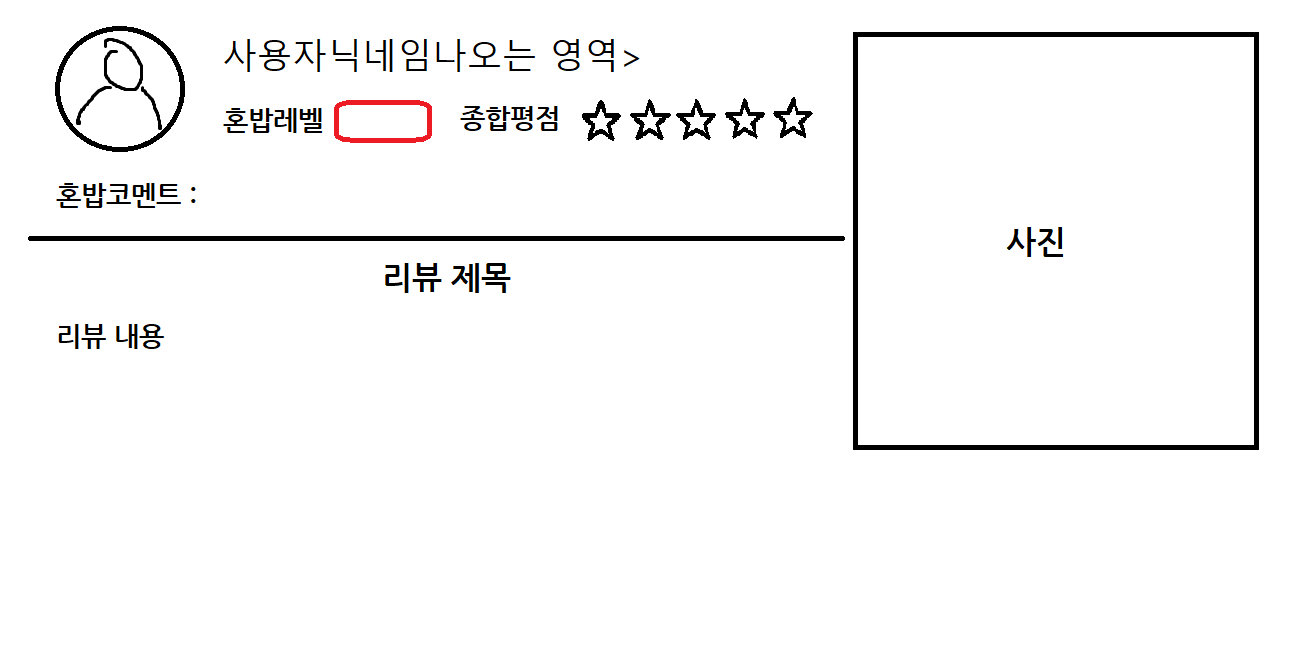 사용자닉네임나오는 영역>
혼밥레벨 종합평점
혼밥코멘트 :
리뷰 제목
리뷰 내용
사진